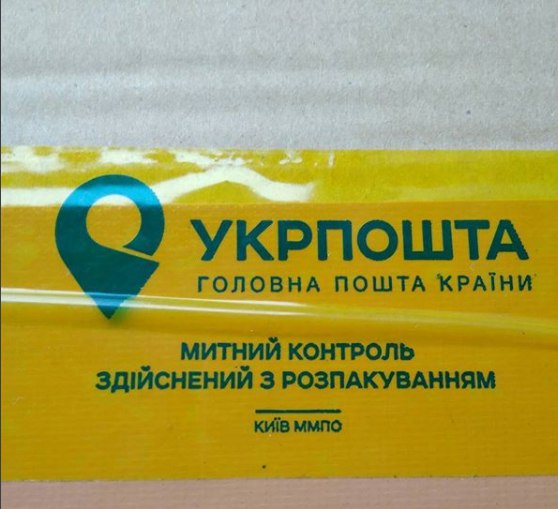 УКРПОШТА
ГОЛОВНА ПОШТА КРАЇНИ
МИТНИЙ КОНТРОЛЬ
ЗДІЙСНЕНИЙ З РОЗПАКУВАННЯМ
КИЇВ ММПО